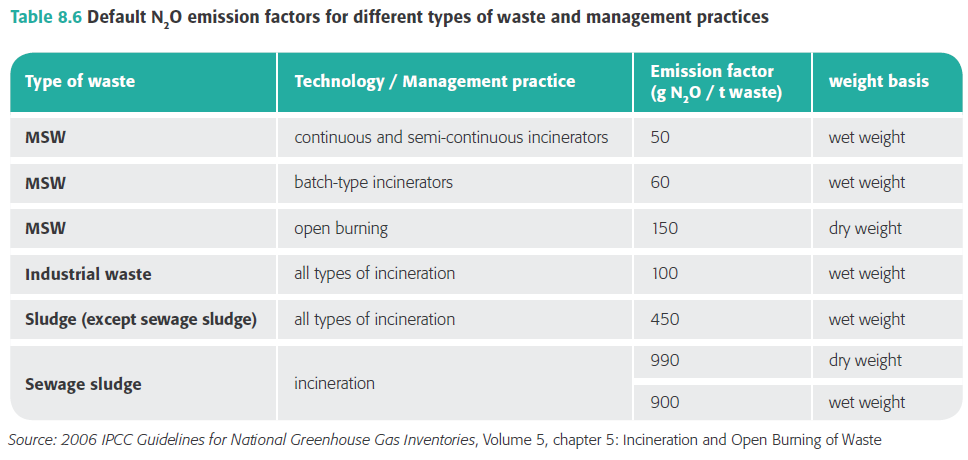 Table 8.6 Default N₂O emission factors for different types of waste and management practices
Type of waste Technology / Management practice Emission factor (g N₂O / t waste) weight basis
MSW continuous and semi-continuous incinerators 50 wet weight
MSW batch-type incinerators 60 wet weight
MSW open burning 150 dry weight
Industrial waste all types of incineration 100 wet weight
Sludge (except sewage sludge) all types of incineration 450 wet weight
Sewage sludge incineration 990 dry weight
900 wet weight
Source: 2006 IPCC Guidelines for National Greenhouse Gas Inventories, Volume 5, chapter 5: Incineration and Open Burning of Waste